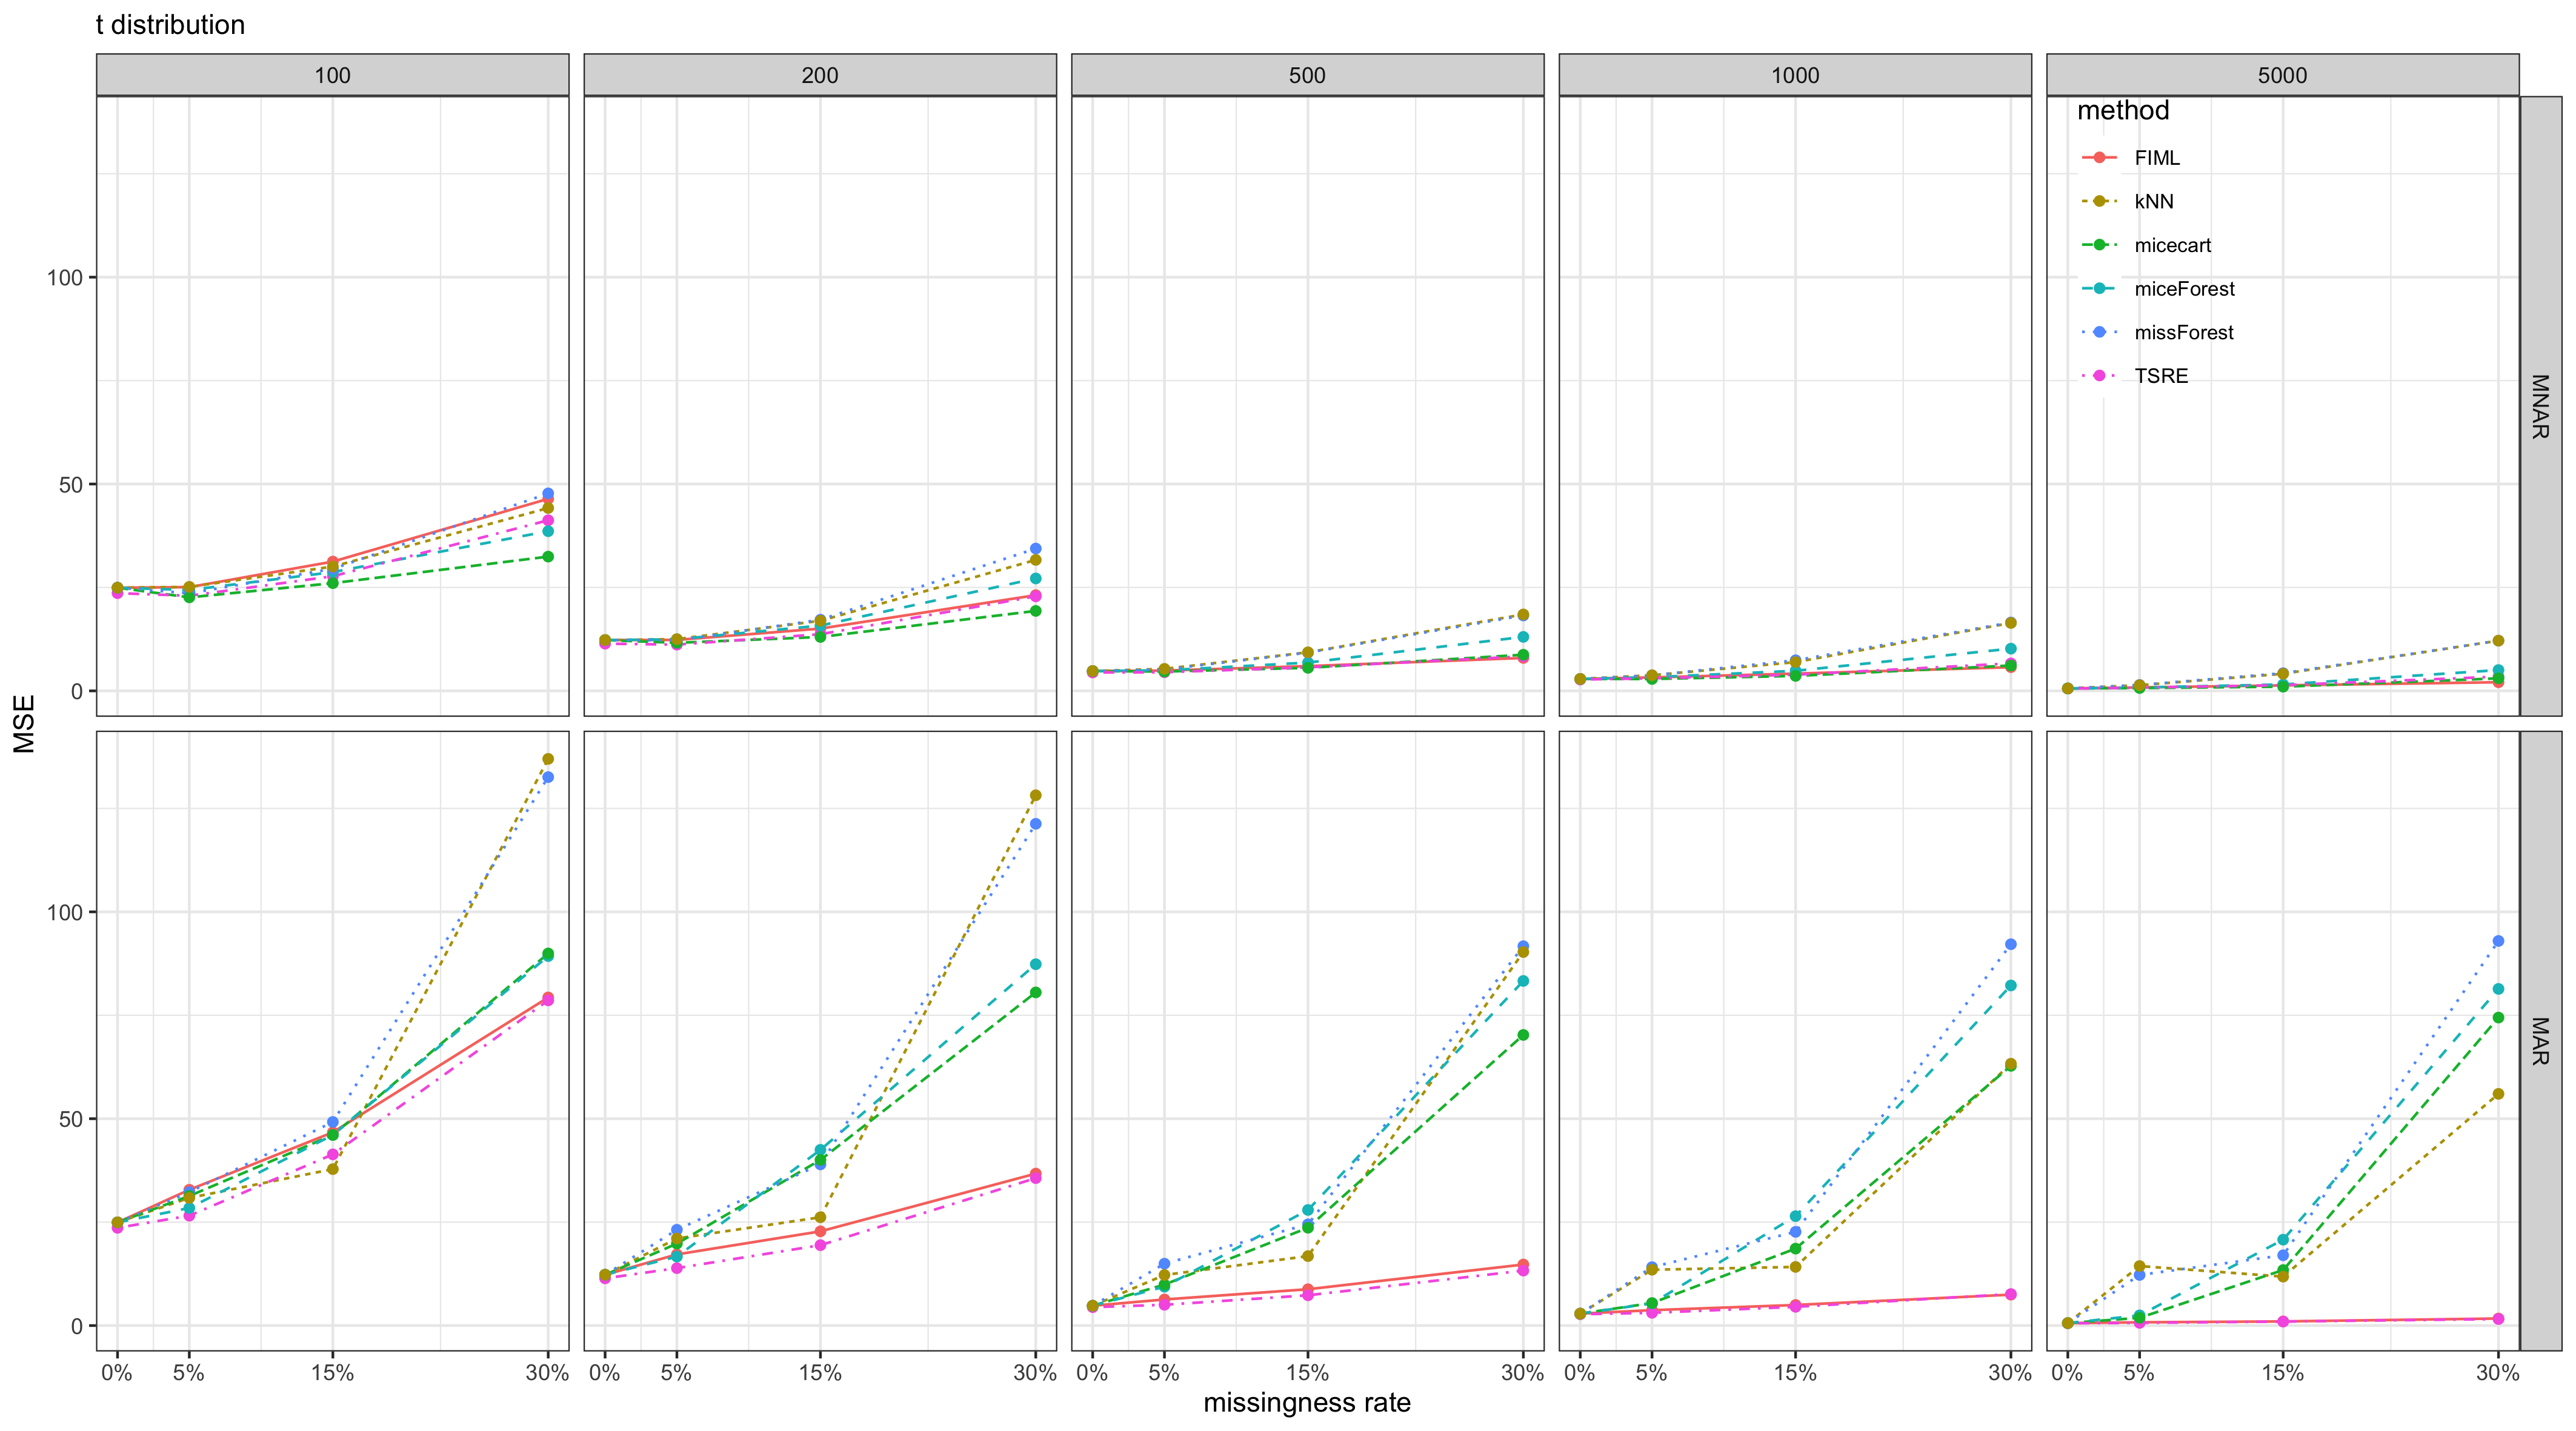 t distribution
100 200 500 1000 5000
method
FIML
kNN
micecart
miceForest
missForest
TSRE
MNAR
100
50
0
MSE
MAR
100
50
0
0% 5% 15% 30% 0% 5% 15% 30% 0% 5% 15% 30% 0% 5% 15% 30% 0% 5% 15% 30%
missingness rate